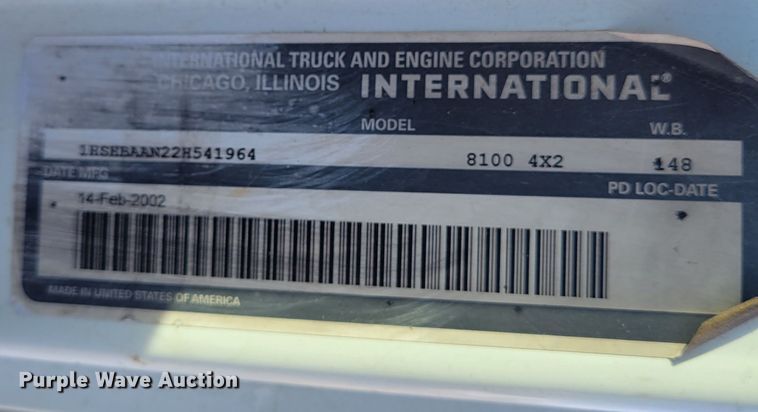 INTERNATIONAL TRUCK AND ENGINE CORPORATION
CHICAGO, ILLINOIS INTERNATIONAL®
MODEL W.B.
1HSHBAAN22H541964 8100 4X2 148
DATE MFG PD LOC-DATE
14-Feb-2002
MADE IN UNITED STATES OF AMERICA
Purple Wave Auction